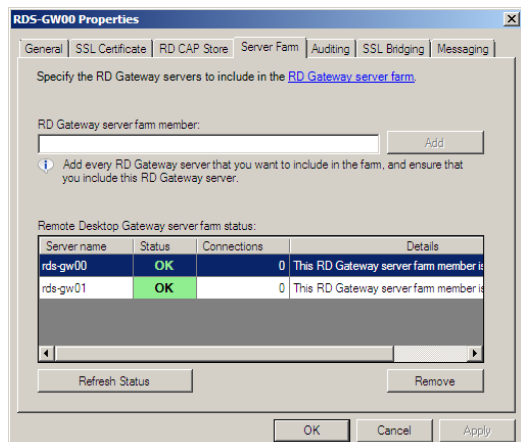 RDS-GW00 Properties
General SSL Certificate RD CAP Store Server Farm Auditing SSL Bridging Messaging
Specify the RD Gateway servers to include in the RD Gateway server farm.
RD Gateway server farm member:
Add
Add every RD Gateway server that you want to include in the farm, and ensure that
you include this RD Gateway server.
Remote Desktop Gateway server farm status:
Server name Status Connections Details
rds-gw00 OK 0 This RD Gateway server farm member is
rds-gw01 OK 0 This RD Gateway server farm member is
Refresh Status Remove
OK Cancel Apply